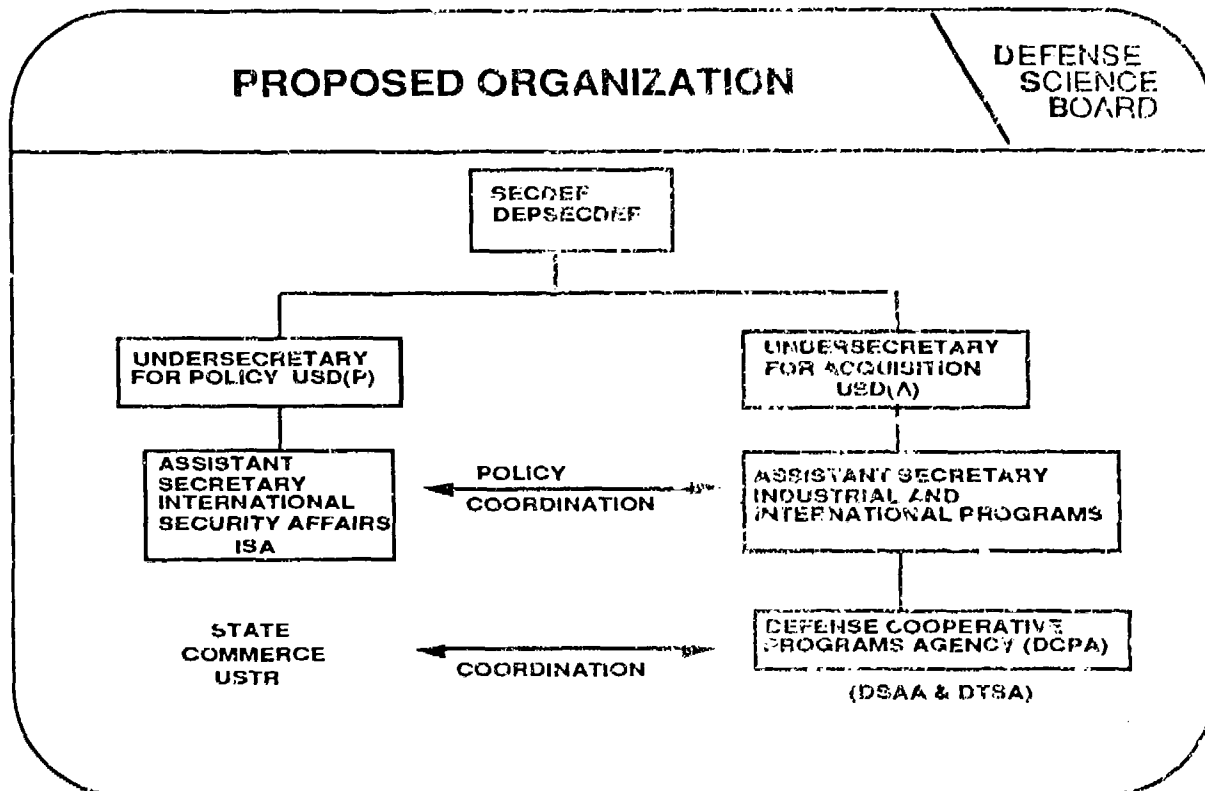 PROPOSED ORGANIZATION
DEFENSE
SCIENCE
BOARD
SECDEF
DEPSECDEF
UNDERSECRETARY
FOR POLICY USD(P)
UNDERSECRETARY
FOR ACQUISITION
USD(A)
ASSISTANT
SECRETARY
INTERNATIONAL
SECURITY AFFAIRS
ISA
POLICY
COORDINATION
ASSISTANT SECRETARY
INDUSTRIAL AND
INTERNATIONAL PROGRAMS
STATE
COMMERCE
USTR
COORDINATION
DEFENSE COOPERATIVE
PROGRAMS AGENCY (DCPA)
(DSAA & DTSA)